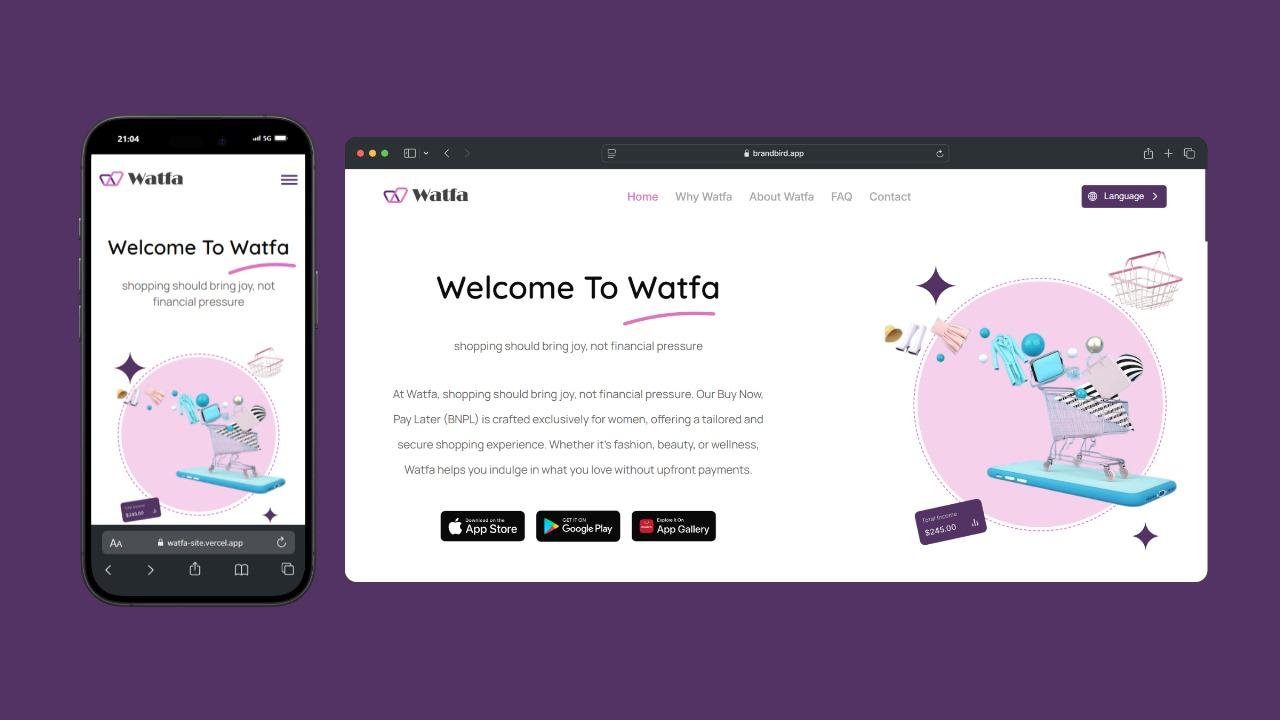 21:04
5G
Watfa
Welcome To Watfa
shopping should bring joy, not
financial pressure
Total Income
$245.00
AA
watfa-site.vercel.app
brandbird.app
Watfa
Home
Why Watfa
About Watfa
FAQ
Contact
Language
Welcome To Watfa
shopping should bring joy, not financial pressure
At Watfa, shopping should bring joy, not financial pressure. Our Buy Now,
Pay Later (BNPL) is crafted exclusively for women, offering a tailored and
secure shopping experience. Whether it's fashion, beauty, or wellness,
Watfa helps you indulge in what you love without upfront payments.
Download on the
App Store
GET IT ON
Google Play
Explore it On
App Gallery
Total Income
$245.00